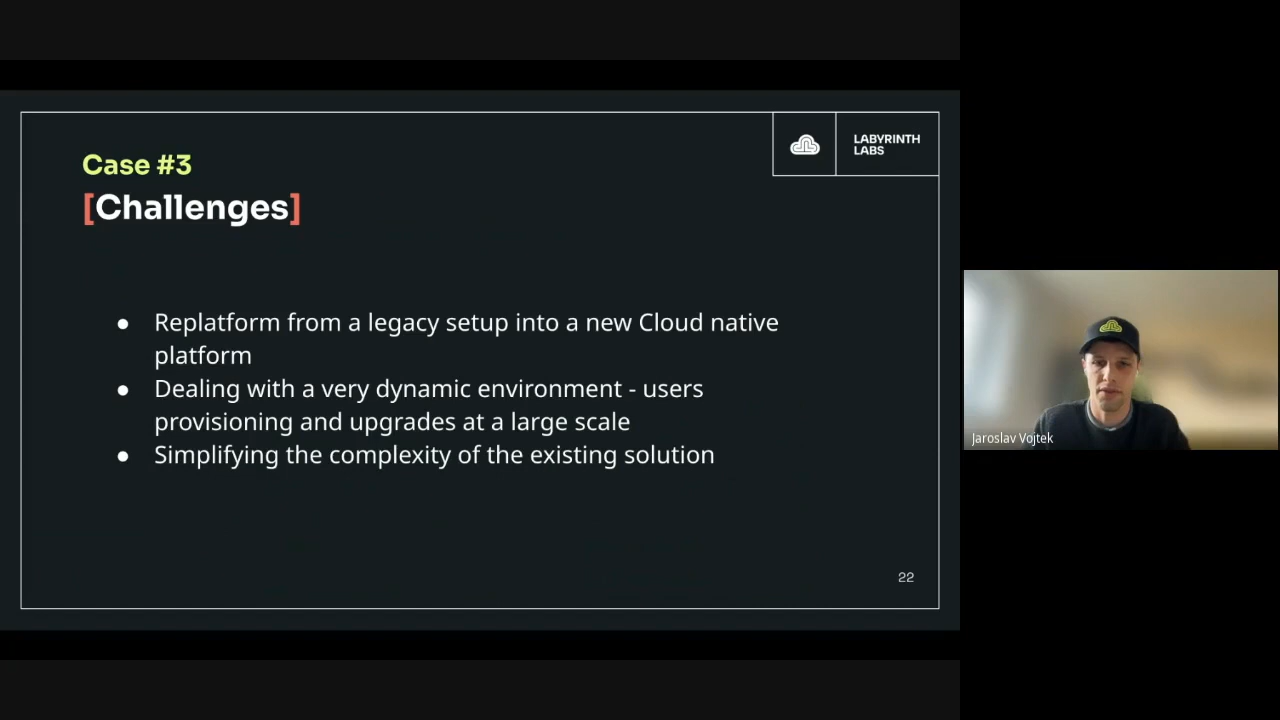 Case #3
[Challenges]
LABYRINTH
LABS
● Replatform from a legacy setup into a new Cloud native
platform
● Dealing with a very dynamic environment - users
provisioning and upgrades at a large scale
● Simplifying the complexity of the existing solution
22
Jaroslav Vojtek